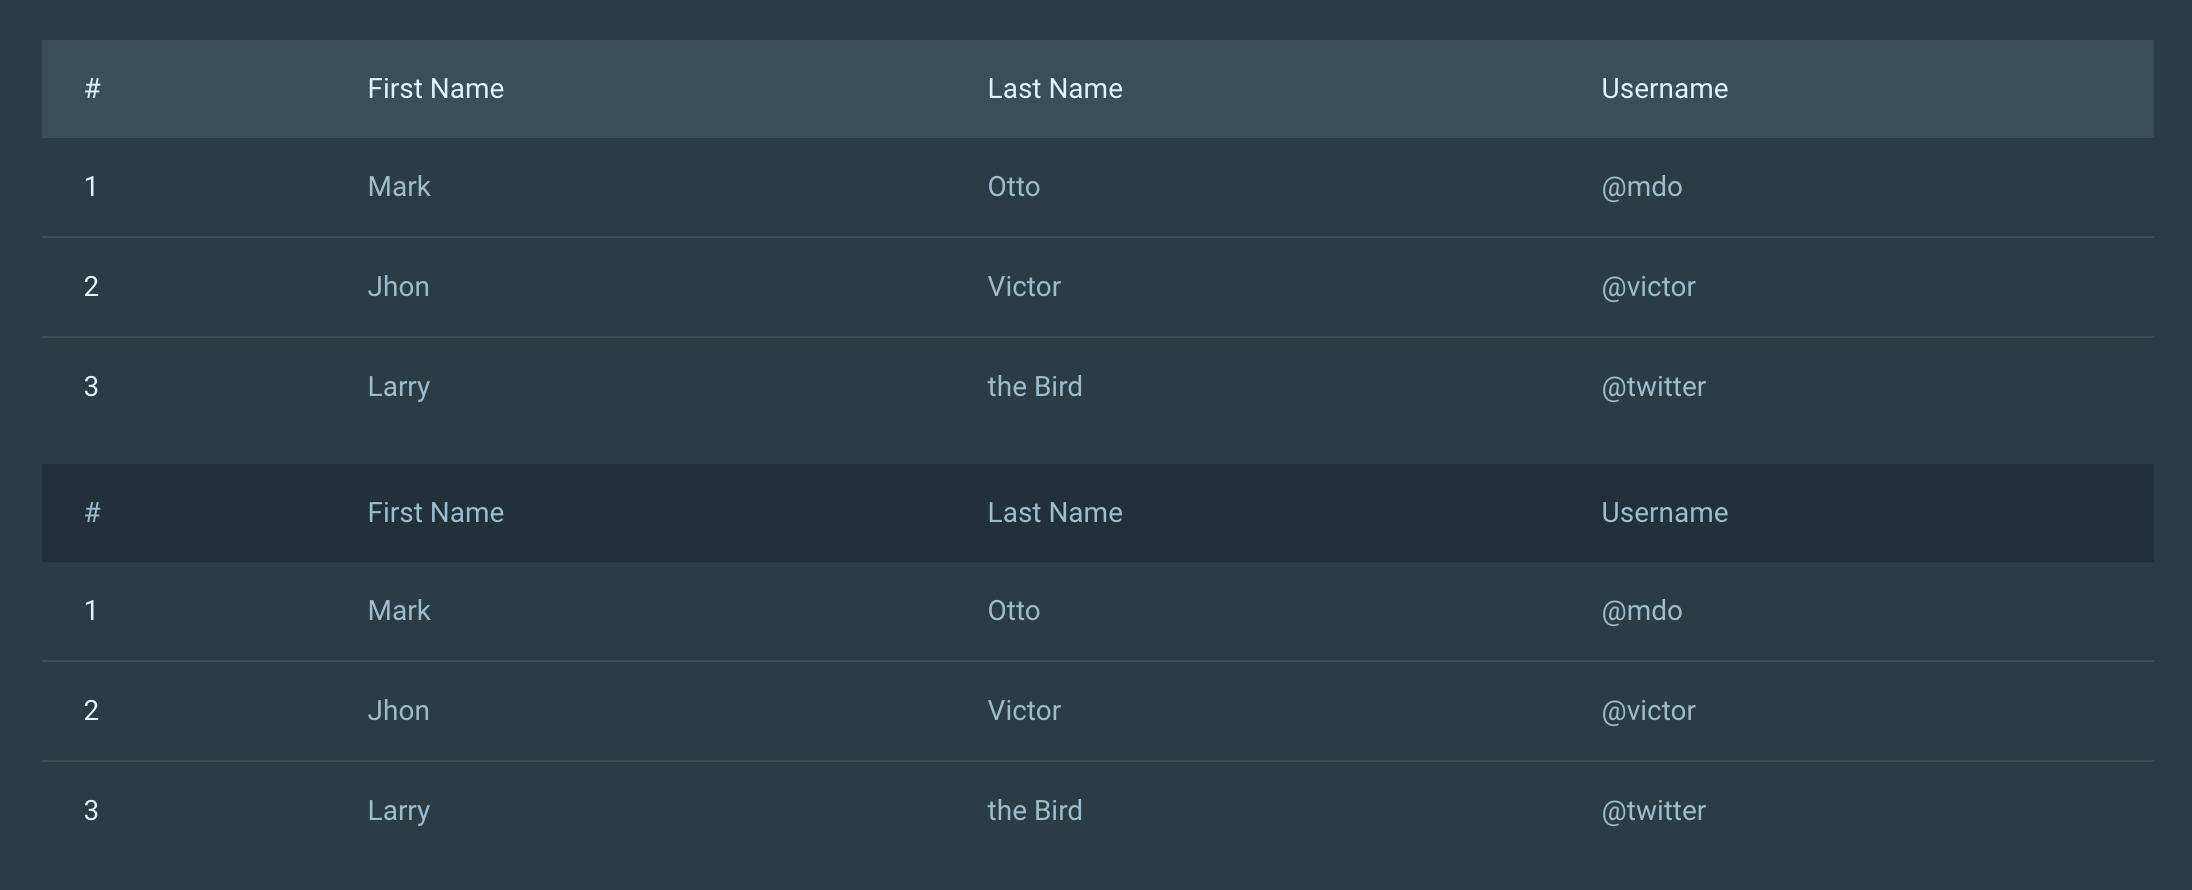 # First Name Last Name Username
1 Mark Otto @mdo
2 Jhon Victor @victor
3 Larry the Bird @twitter
# First Name Last Name Username
1 Mark Otto @mdo
2 Jhon Victor @victor
3 Larry the Bird @twitter